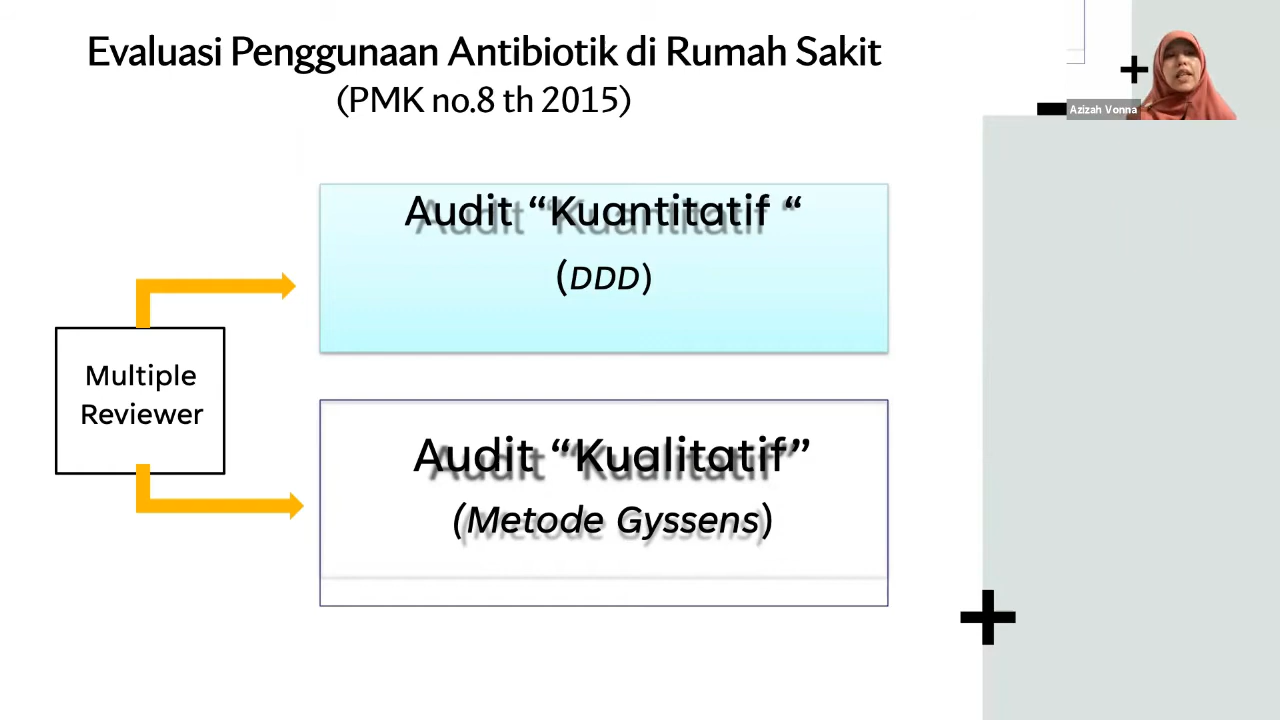 Evaluasi Penggunaan Antibiotik di Rumah Sakit
(PMK no.8 th 2015)
Azizah Vonna
Audit “Kuantitatif “
(DDD)
Multiple
Reviewer
Audit “Kualitatif”
(Metode Gyssens)